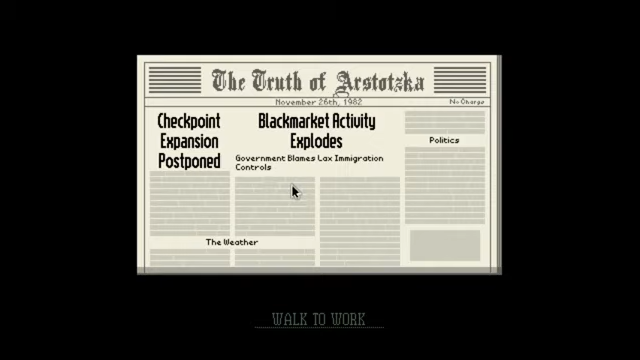 The Truth of Arstotzka
November 26th, 1982
No Charge
Checkpoint
Expansion
Postponed
Blackmarket Activity
Explodes
Government Blames Lax Immigration
Controls
Politics
The Weather
WALK TO WORK